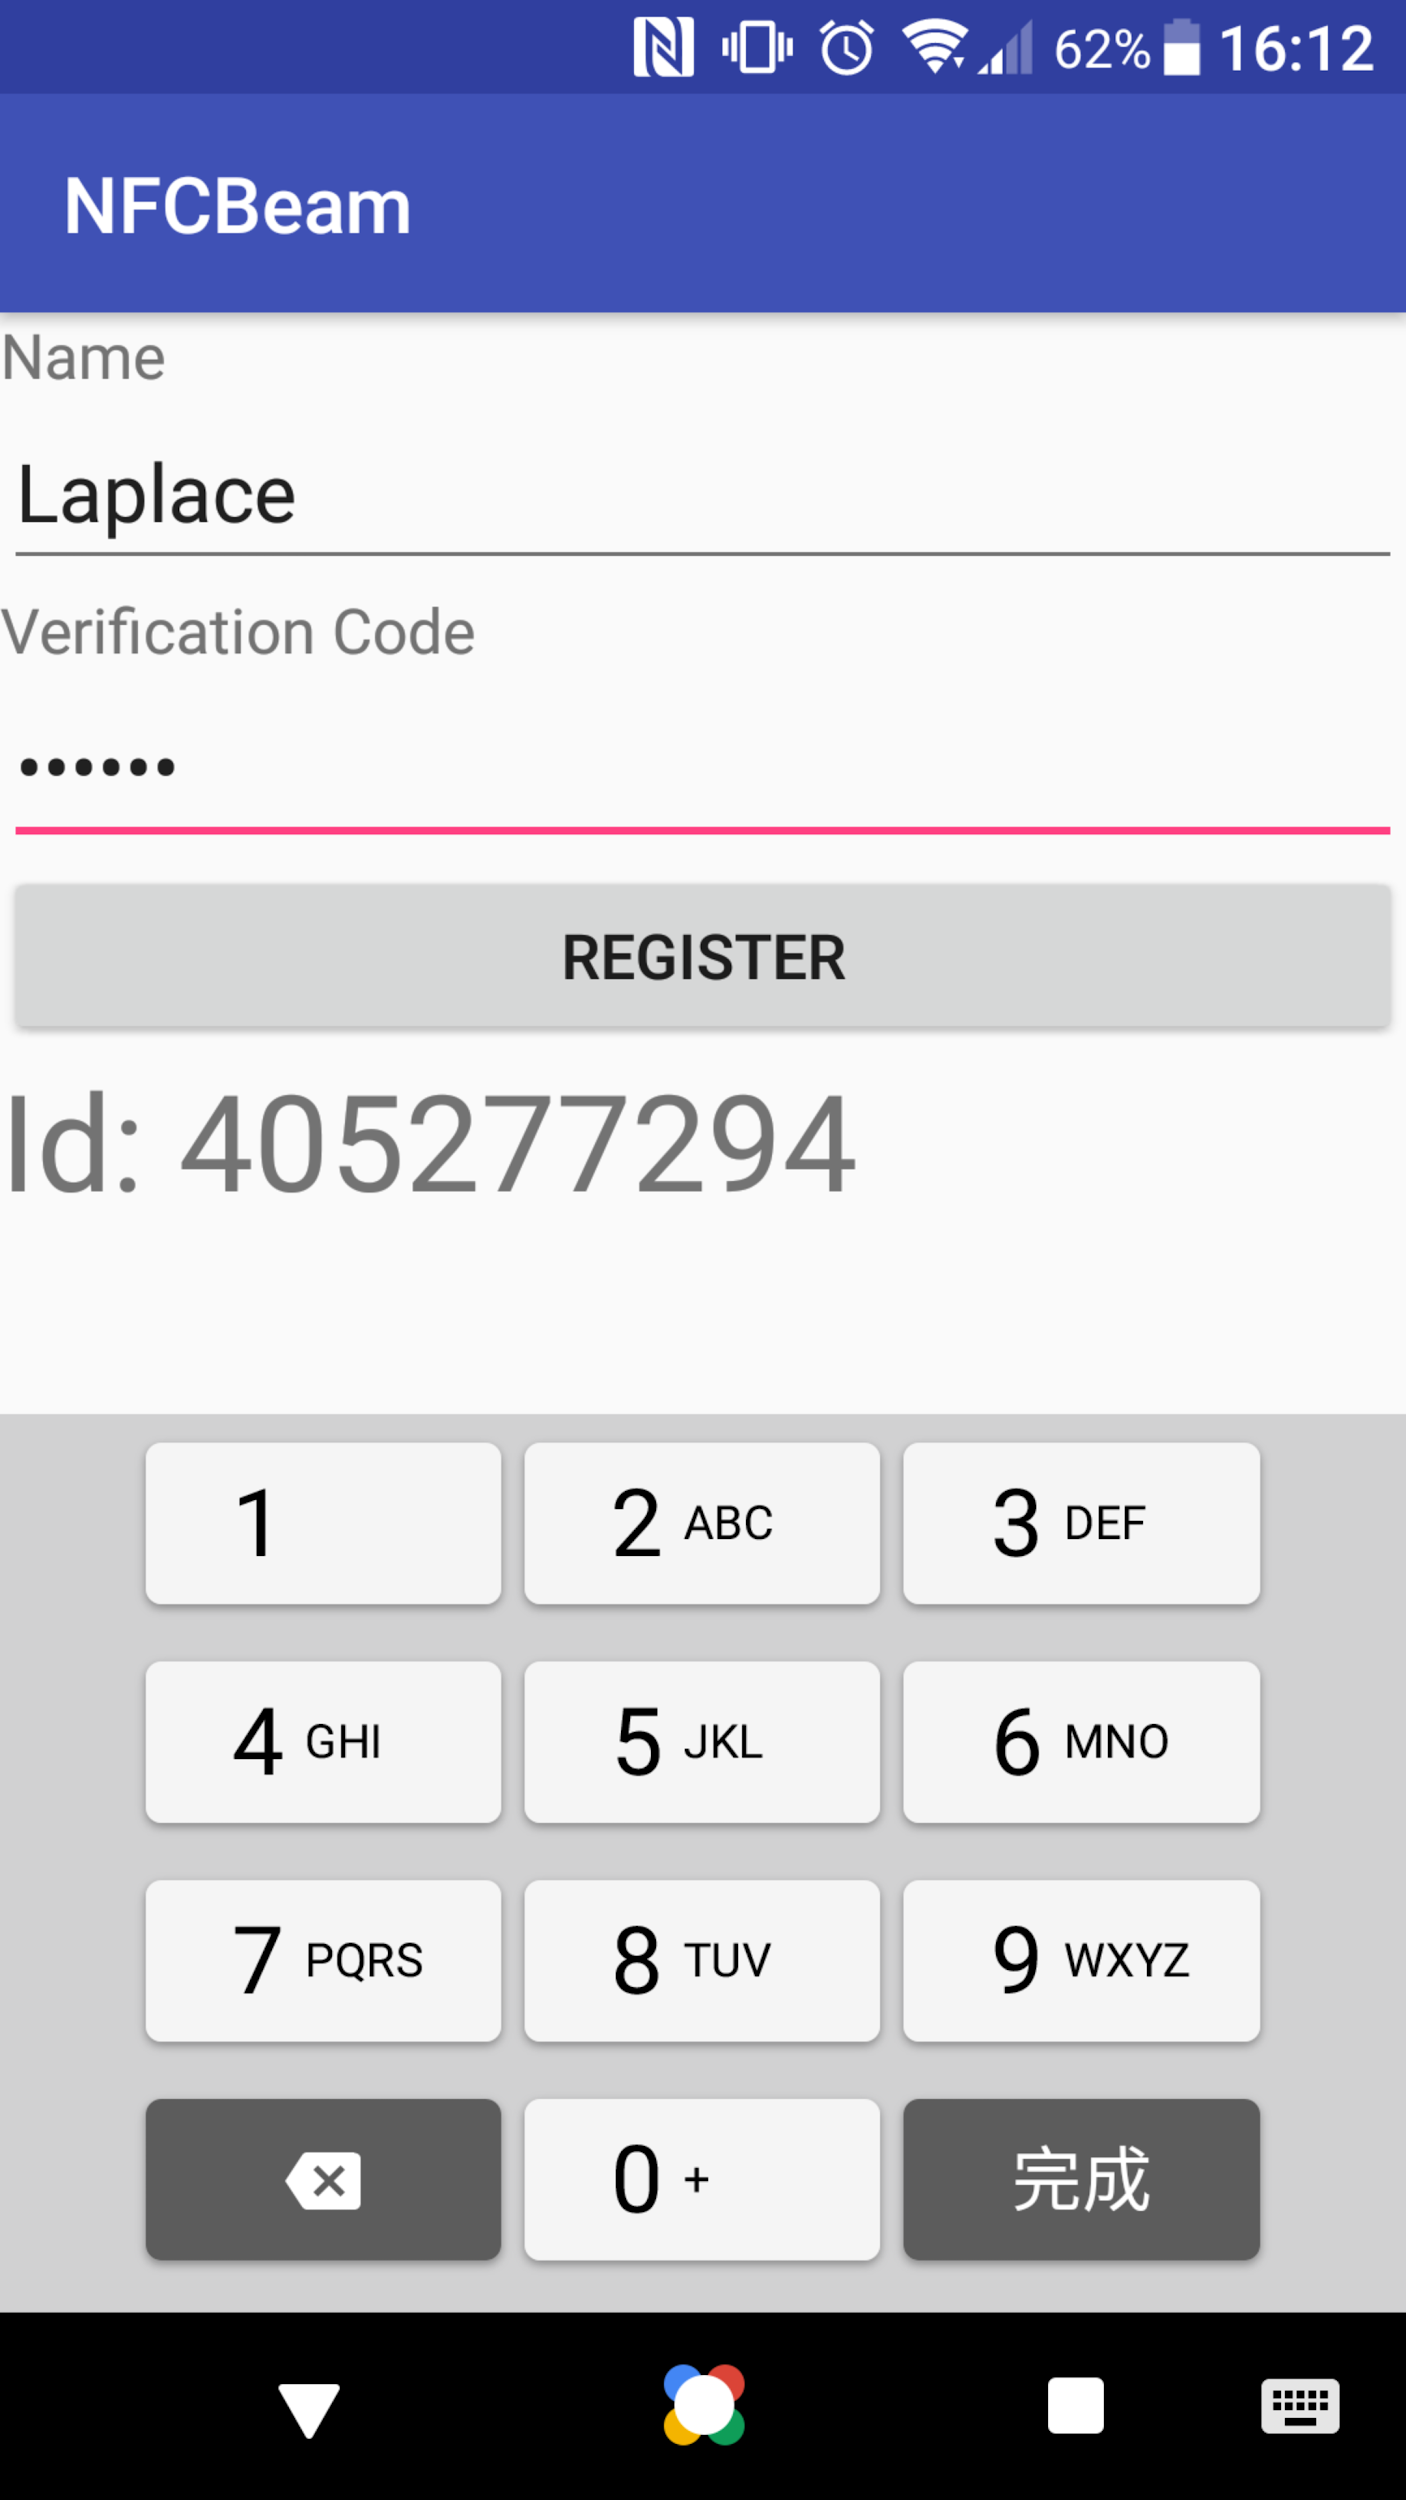 62% 16:12
NFCBeam
Name
Laplace
Verification Code
••••••
REGISTER
Id: 405277294
1 2 ABC 3 DEF
4 GHI 5 JKL 6 MNO
7 PQRS 8 TUV 9 WXYZ
0 + 完成